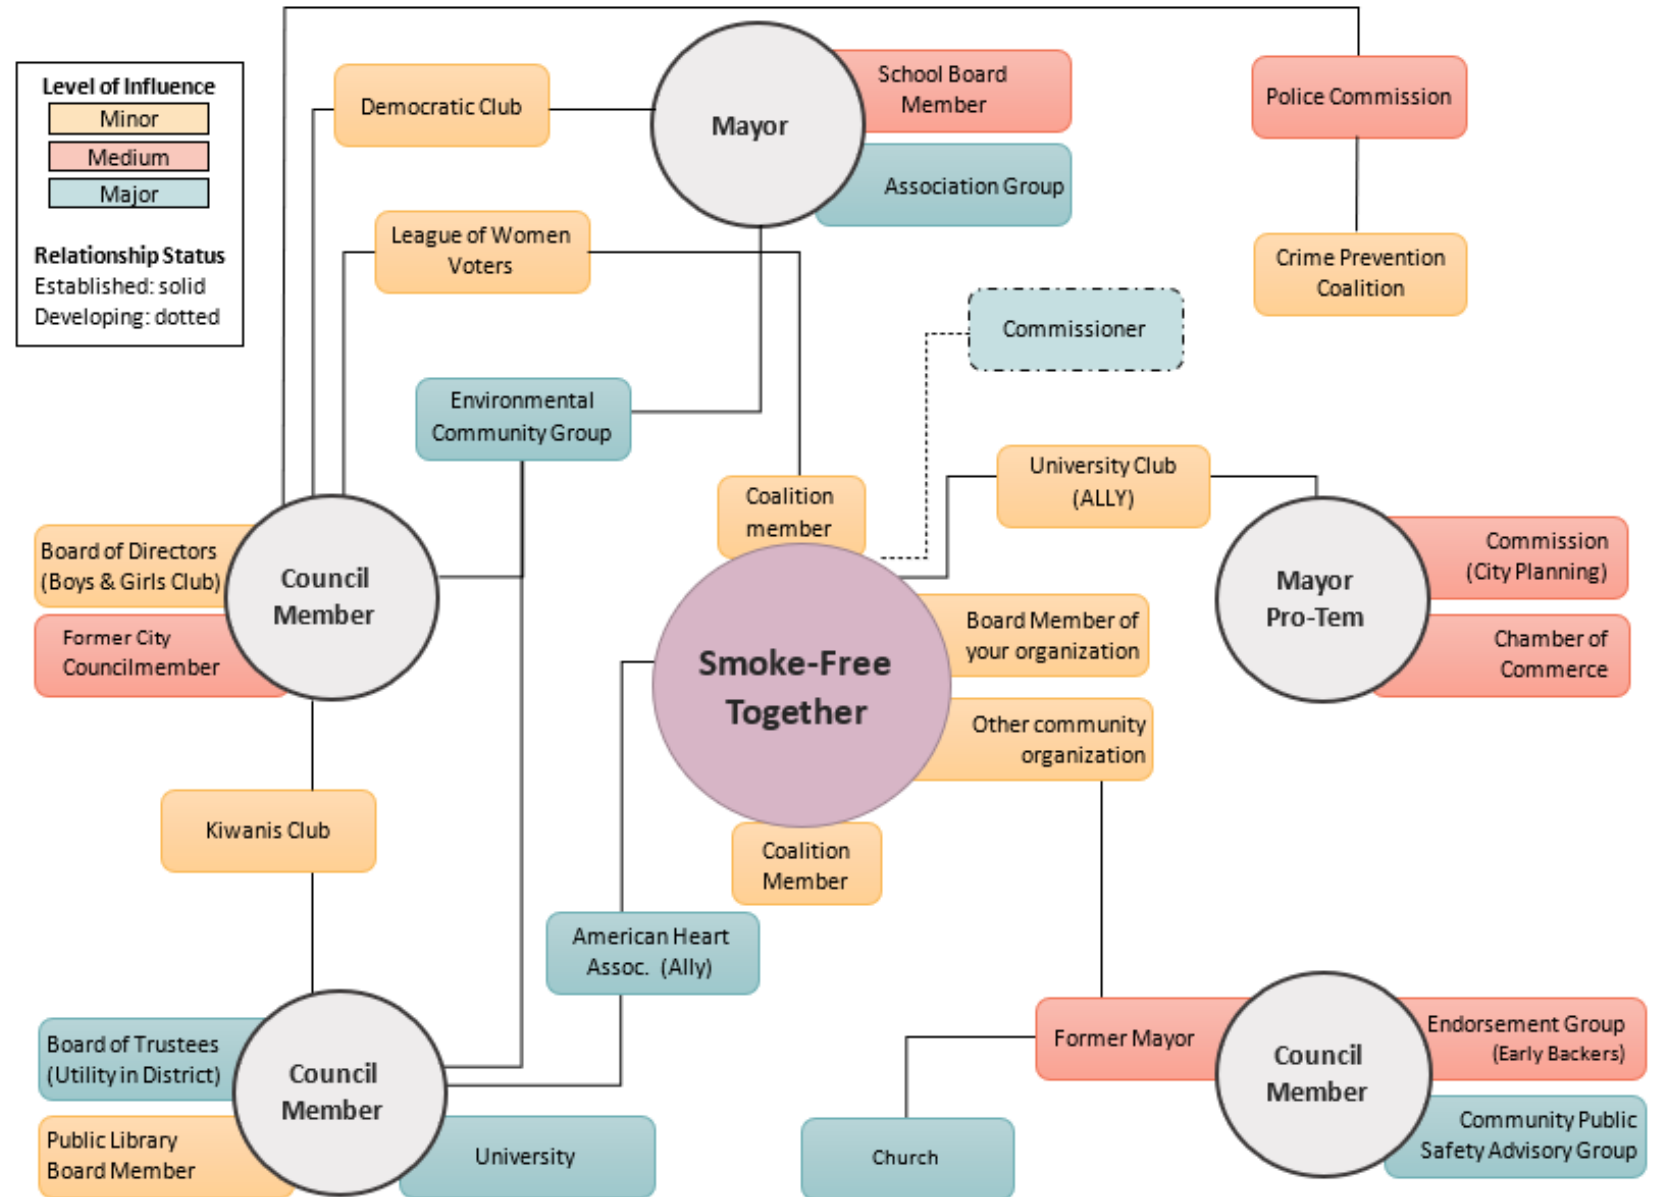 Level of Influence
Minor
Medium
Major
Relationship Status
Established: solid
Developing: dotted
Democratic Club
Mayor
School Board
Member
Association Group
Police Commission
League of Women
Voters
Crime Prevention
Coalition
Commissioner
Environmental
Community Group
University Club
(ALLY)
Coalition
member
Board of Directors
(Boys & Girls Club)
Former City
Councilmember
Council
Member
Smoke-Free
Together
Board Member of
your organization
Other community
organization
Mayor
Pro-Tem
Commission
(City Planning)
Chamber of
Commerce
Kiwanis Club
Coalition
Member
American Heart
Assoc. (Ally)
Board of Trustees
(Utility in District)
Public Library
Board Member
Council
Member
University
Church
Former Mayor
Council
Member
Endorsement Group
(Early Backers)
Community Public
Safety Advisory Group